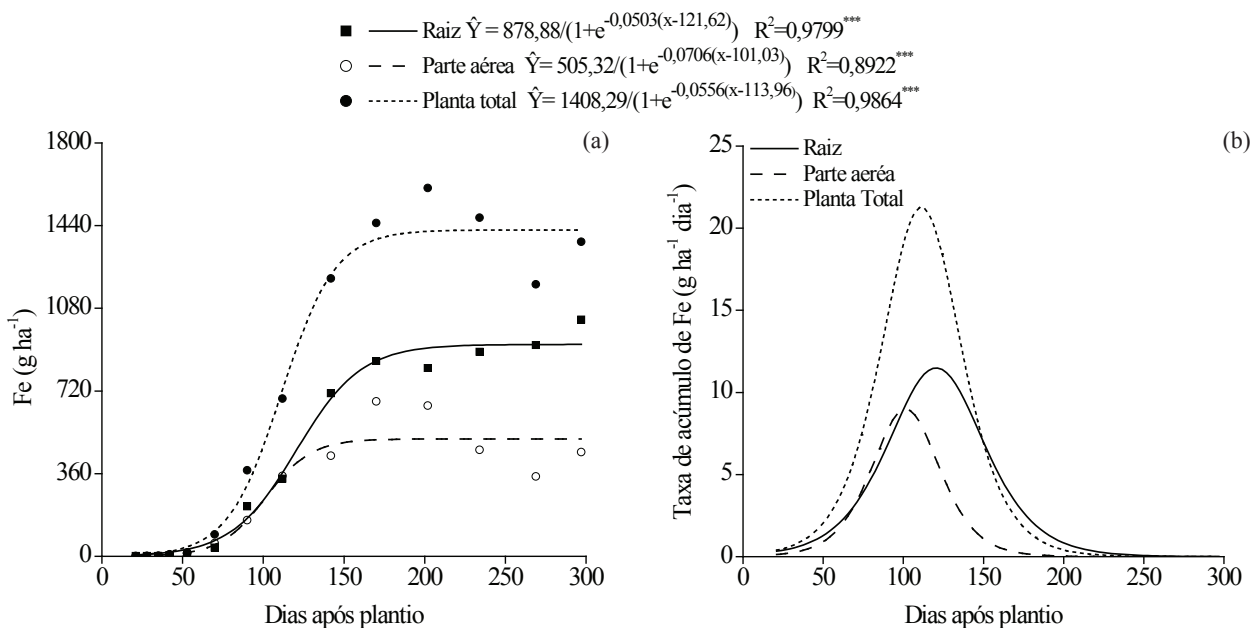 Raiz Ŷ= 878,88/(1+e^-0,0503(x-121,62)) R²=0,9799***
Parte aérea Ŷ= 505,32/(1+e^-0,0706(x-101,03)) R²=0,8922***
Planta total Ŷ= 1408,29/(1+e^-0,0556(x-113,96)) R²=0,9864***
(a)
1800
1440
1080
720
360
0
Fe (g ha⁻¹)
0 50 100 150 200 250 300
Dias após plantio
(b)
Raiz
Parte aeréa
Planta Total
25
20
15
10
5
0
Taxa de acúmulo de Fe (g ha⁻¹ dia⁻¹)
0 50 100 150 200 250 300
Dias após plantio